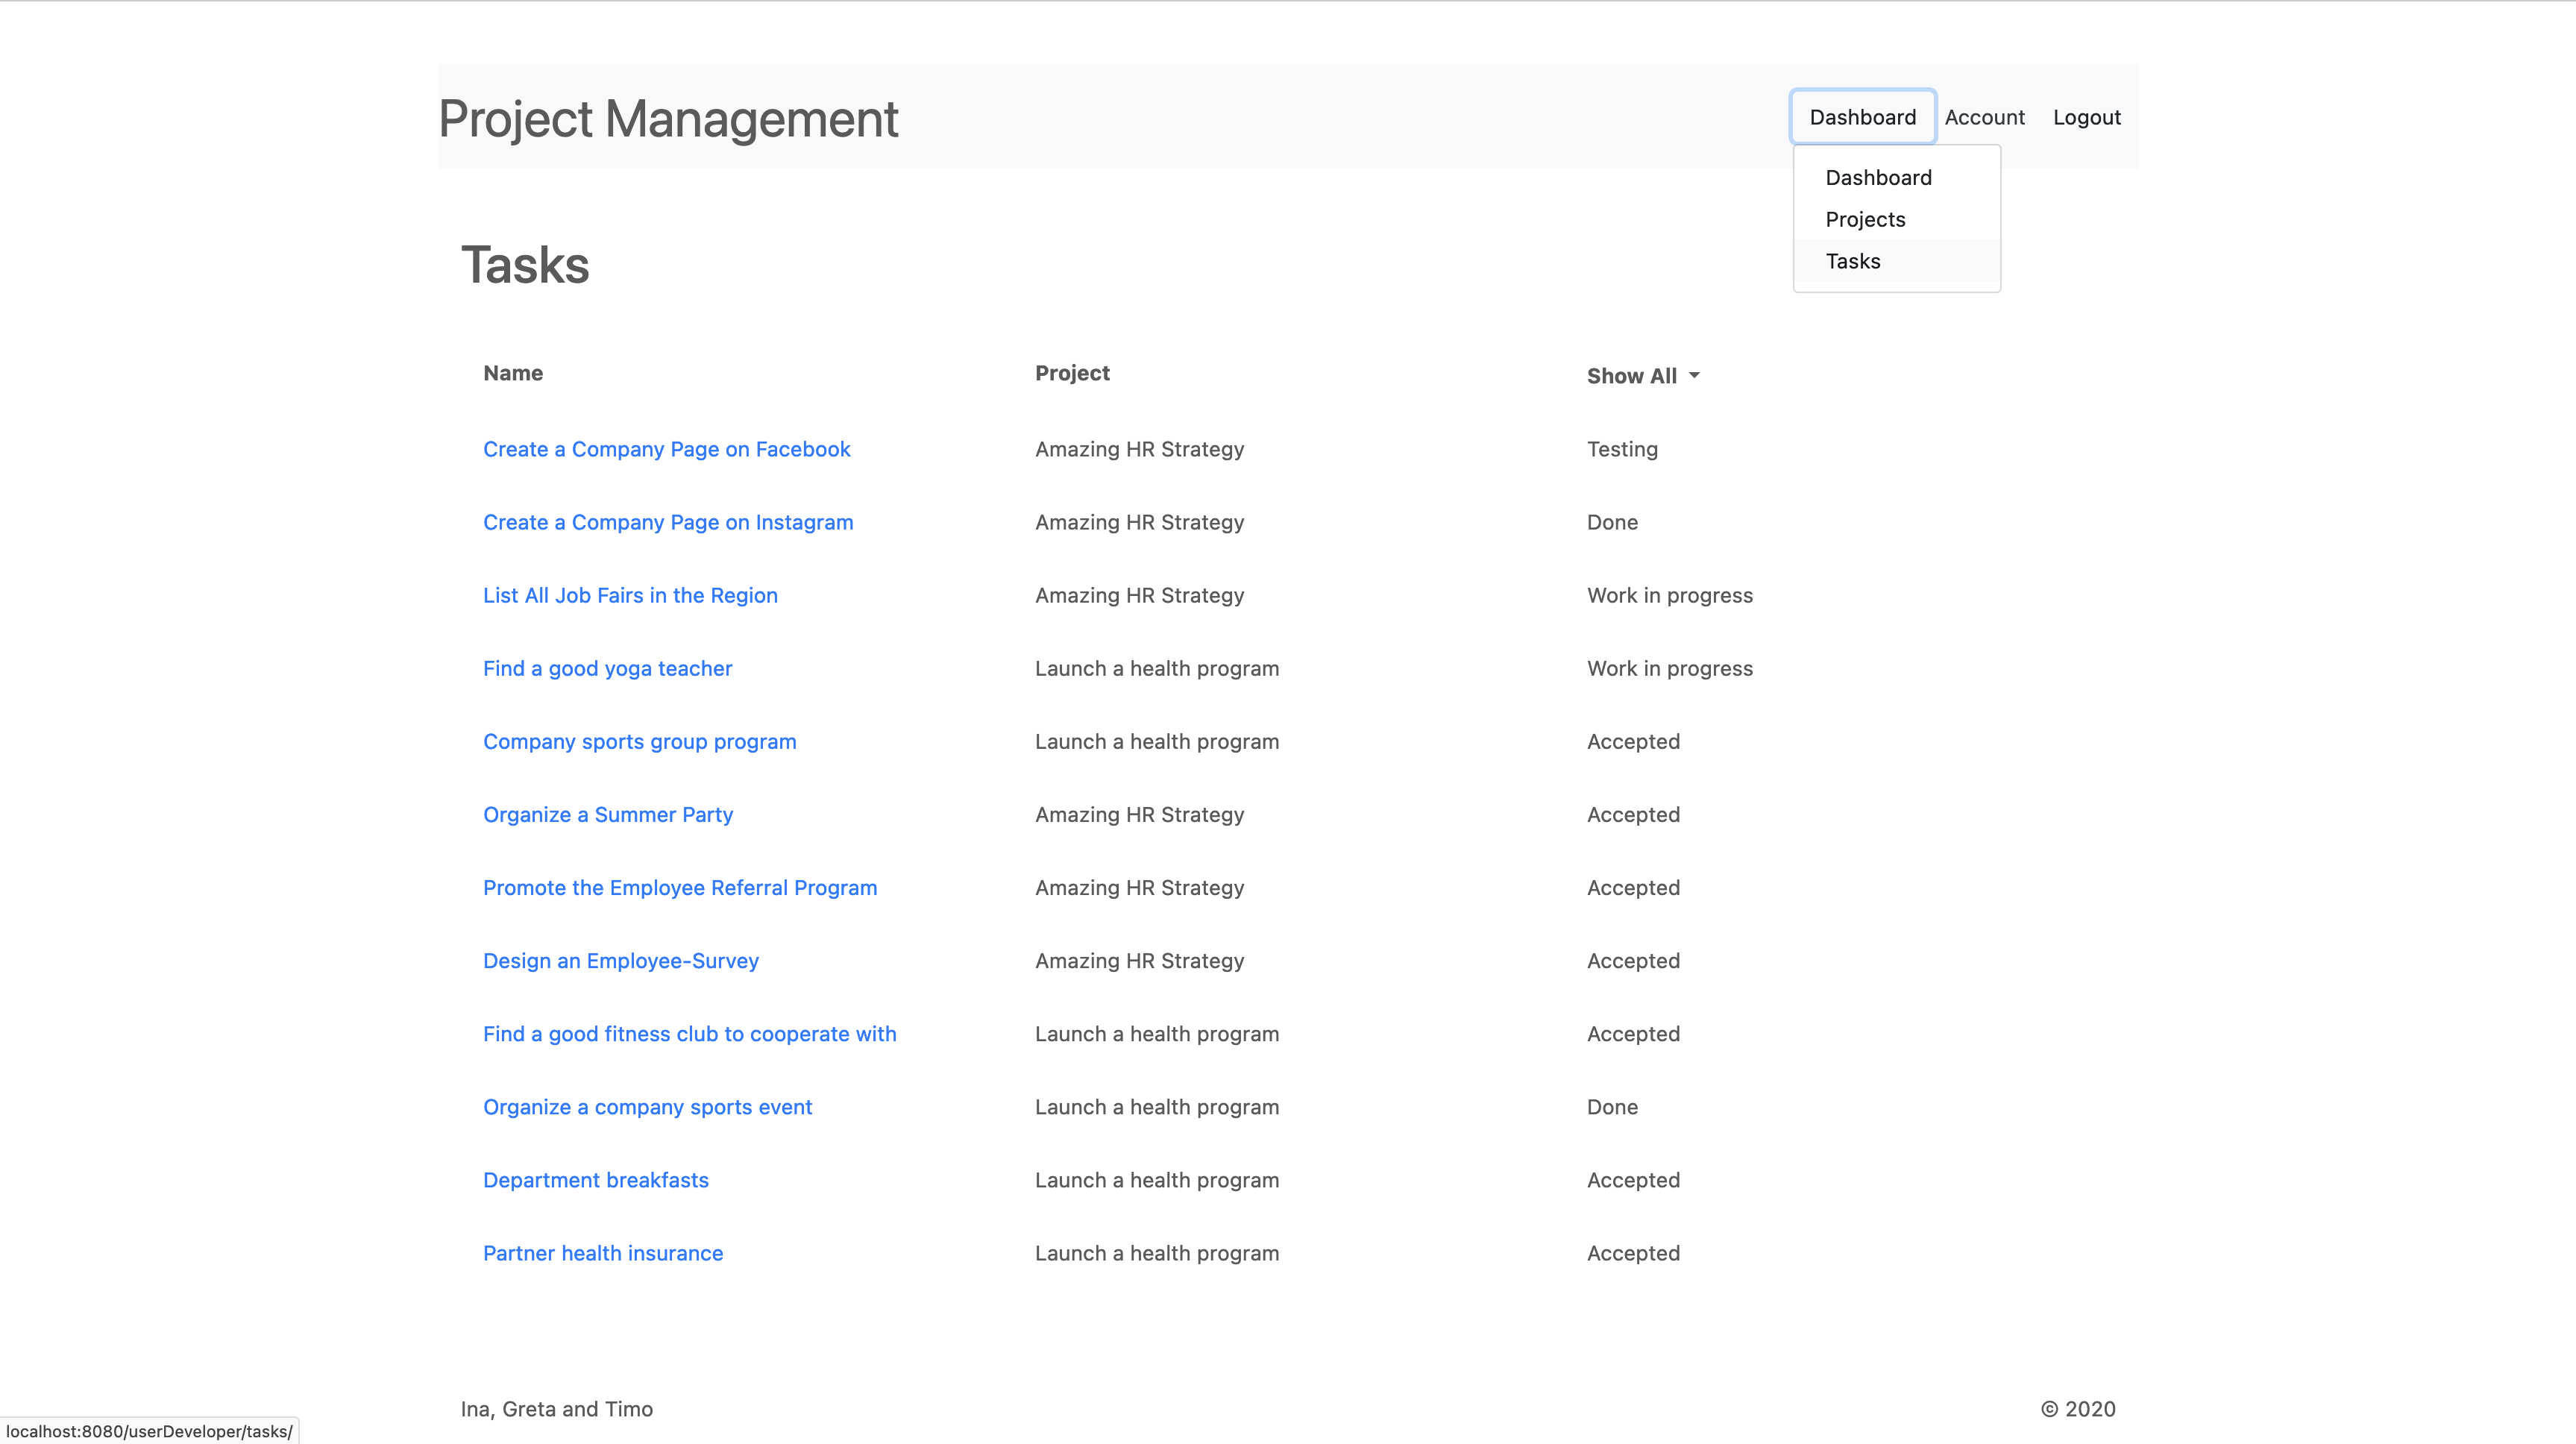 Project Management
Dashboard Account Logout
Dashboard
Projects
Tasks
Tasks
Name Project Show All
Create a Company Page on Facebook Amazing HR Strategy Testing
Create a Company Page on Instagram Amazing HR Strategy Done
List All Job Fairs in the Region Amazing HR Strategy Work in progress
Find a good yoga teacher Launch a health program Work in progress
Company sports group program Launch a health program Accepted
Organize a Summer Party Amazing HR Strategy Accepted
Promote the Employee Referral Program Amazing HR Strategy Accepted
Design an Employee-Survey Amazing HR Strategy Accepted
Find a good fitness club to cooperate with Launch a health program Accepted
Organize a company sports event Launch a health program Done
Department breakfasts Launch a health program Accepted
Partner health insurance Launch a health program Accepted
Ina, Greta and Timo © 2020
localhost:8080/userDeveloper/tasks/